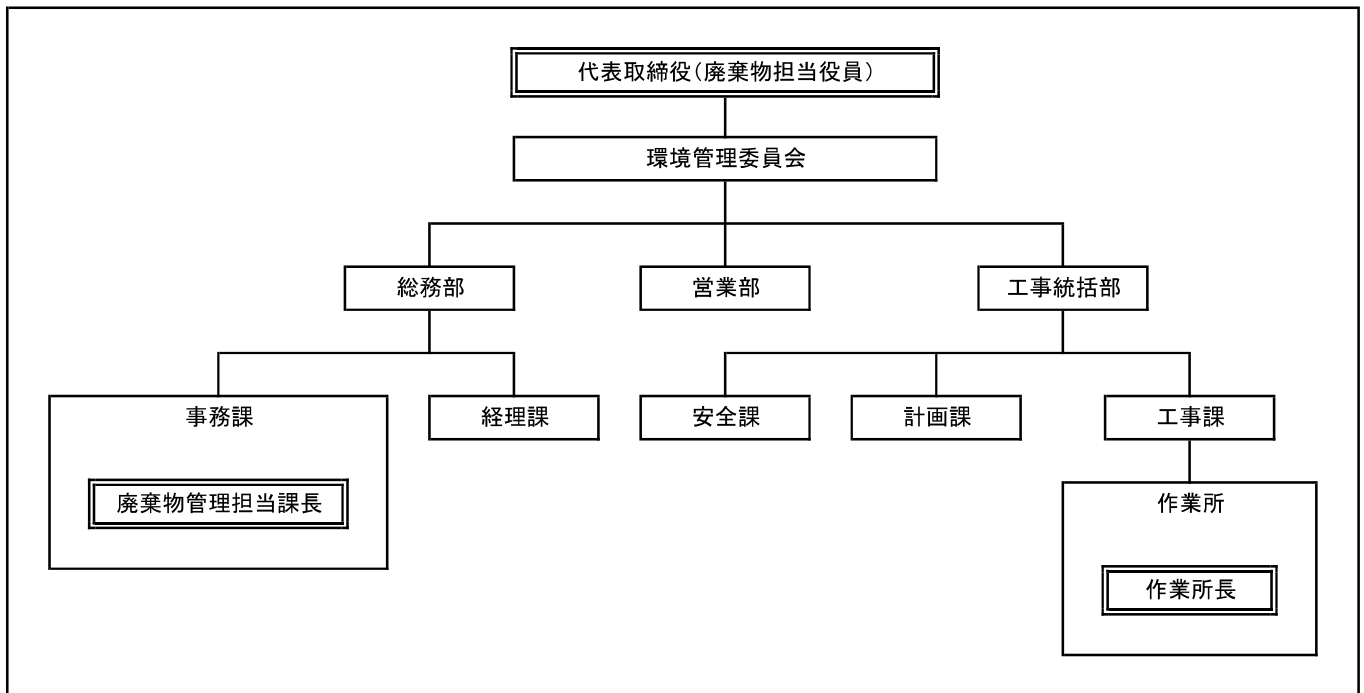 代表取締役(廃棄物担当役員)
環境管理委員会
総務部
営業部
工事統括部
事務課
経理課
安全課
計画課
工事課
廃棄物管理担当課長
作業所
作業所長